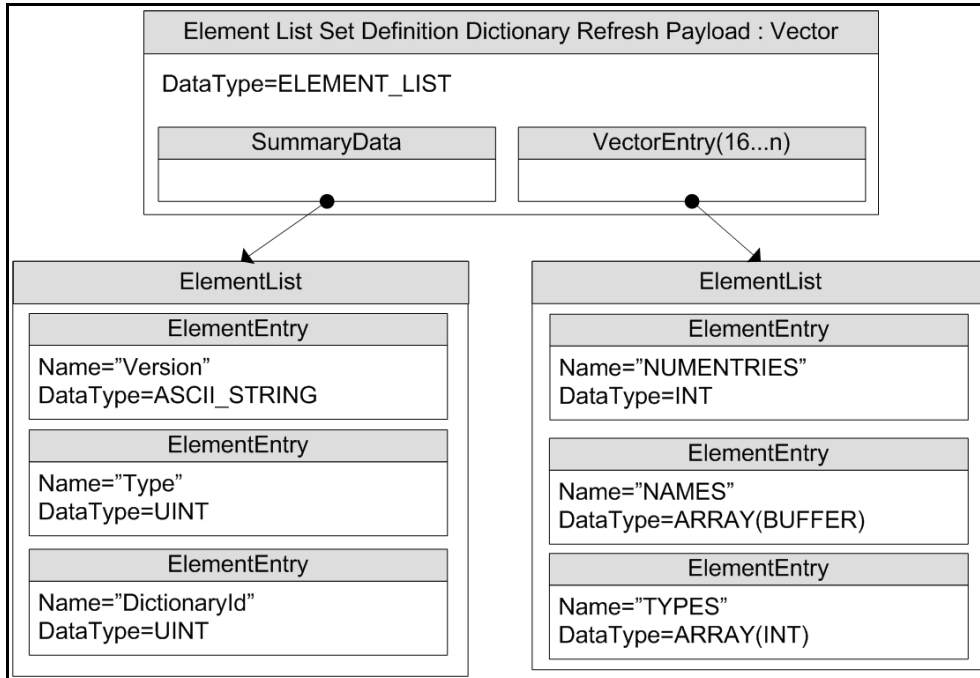 Element List Set Definition Dictionary Refresh Payload : Vector
DataType=ELEMENT_LIST
SummaryData
VectorEntry(16...n)
ElementList
ElementEntry
Name=”Version”
DataType=ASCII_STRING
ElementEntry
Name=”Type”
DataType=UINT
ElementEntry
Name=”DictionaryId”
DataType=UINT
ElementList
ElementEntry
Name=”NUMENTRIES”
DataType=INT
ElementEntry
Name=”NAMES”
DataType=ARRAY(BUFFER)
ElementEntry
Name=”TYPES”
DataType=ARRAY(INT)